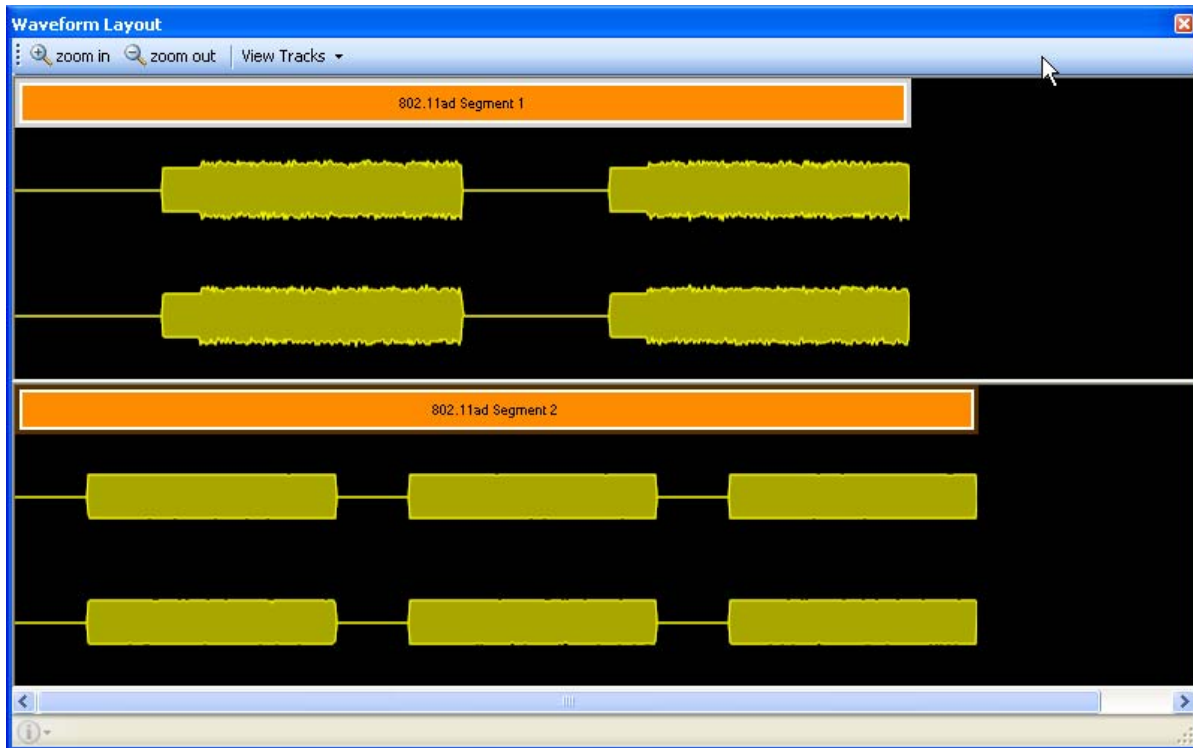 Waveform Layout
zoom in zoom out View Tracks
802.11ad Segment 1
802.11ad Segment 2